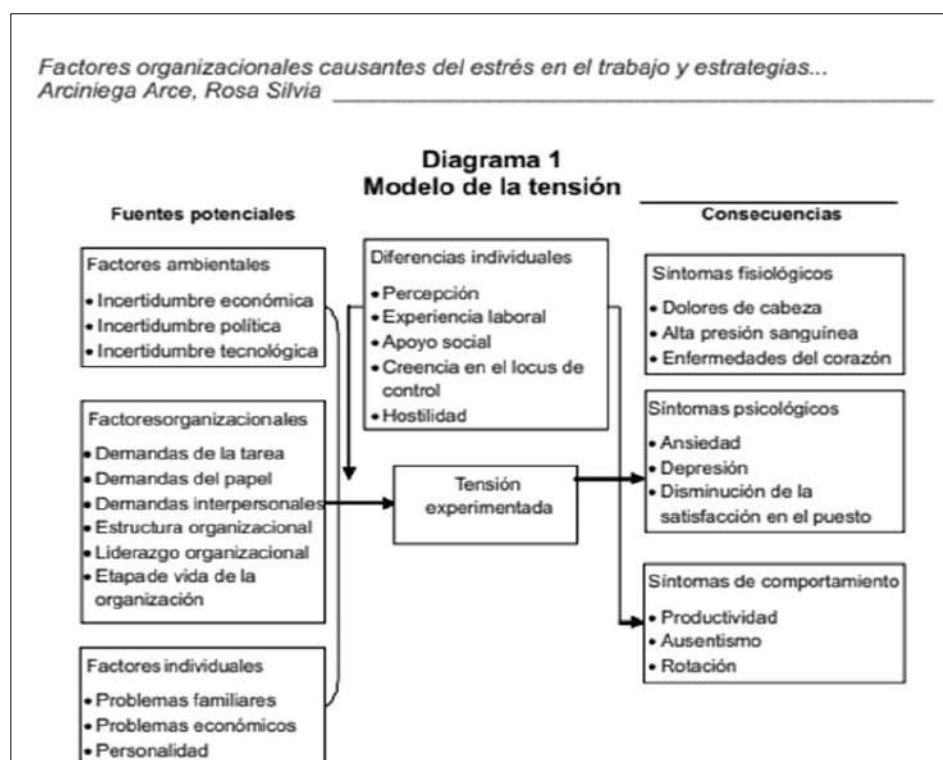 Factores organizacionales causantes del estrés en el trabajo y estrategias...
Arciniega Arce, Rosa Silvia
Diagrama 1
Modelo de la tensión
Fuentes potenciales
Consecuencias
Factores ambientales
• Incertidumbre económica
• Incertidumbre política
• Incertidumbre tecnológica
Factoresorganizacionales
• Demandas de la tarea
• Demandas del papel
• Demandas interpersonales
• Estructura organizacional
• Liderazgo organizacional
• Etapa de vida de la
organización
Factores individuales
• Problemas familiares
• Problemas económicos
• Personalidad
Diferencias individuales
• Percepción
• Experiencia laboral
• Apoyo social
• Creencia en el locus de
control
• Hostilidad
Tensión
experimentada
Síntomas fisiológicos
• Dolores de cabeza
• Alta presión sanguínea
• Enfermedades del corazón
Síntomas psicológicos
• Ansiedad
• Depresión
• Disminución de la
satisfacción en el puesto
Síntomas de comportamiento
• Productividad
• Ausentismo
• Rotación